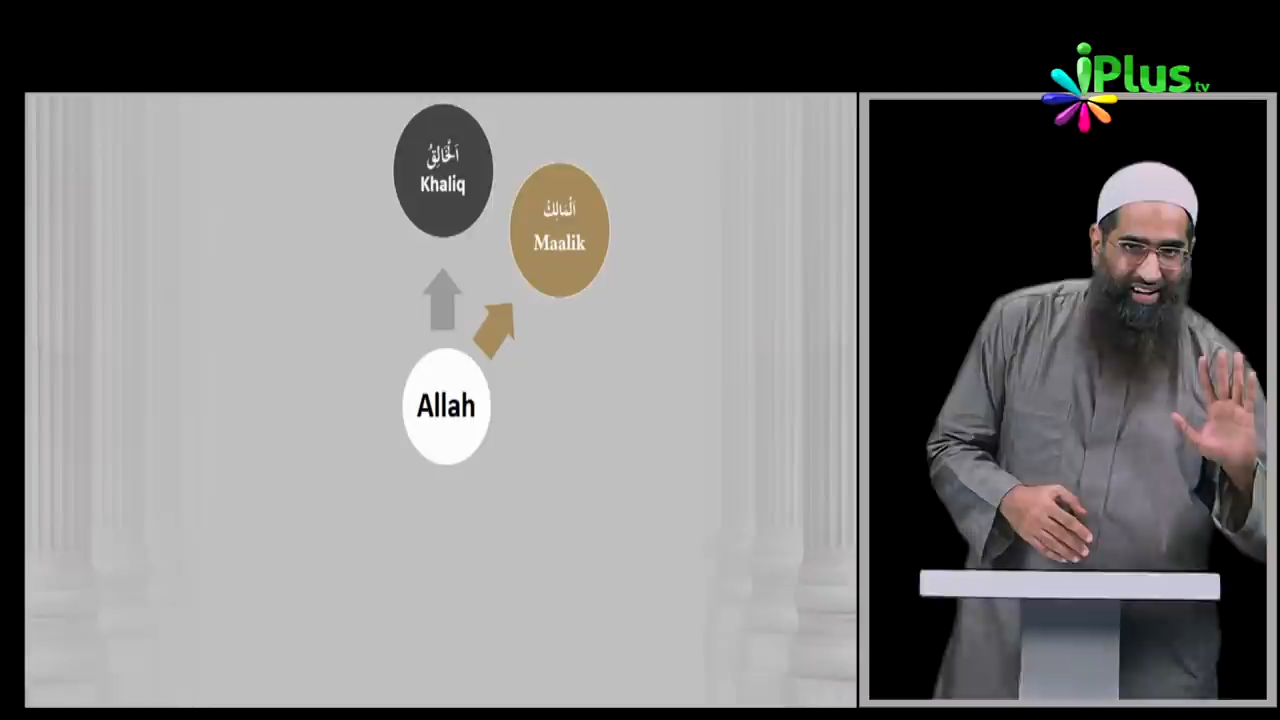 iPlus tv
اَلْخَالِقُ
Khaliq
اَلْمَالِكُ
Maalik
Allah